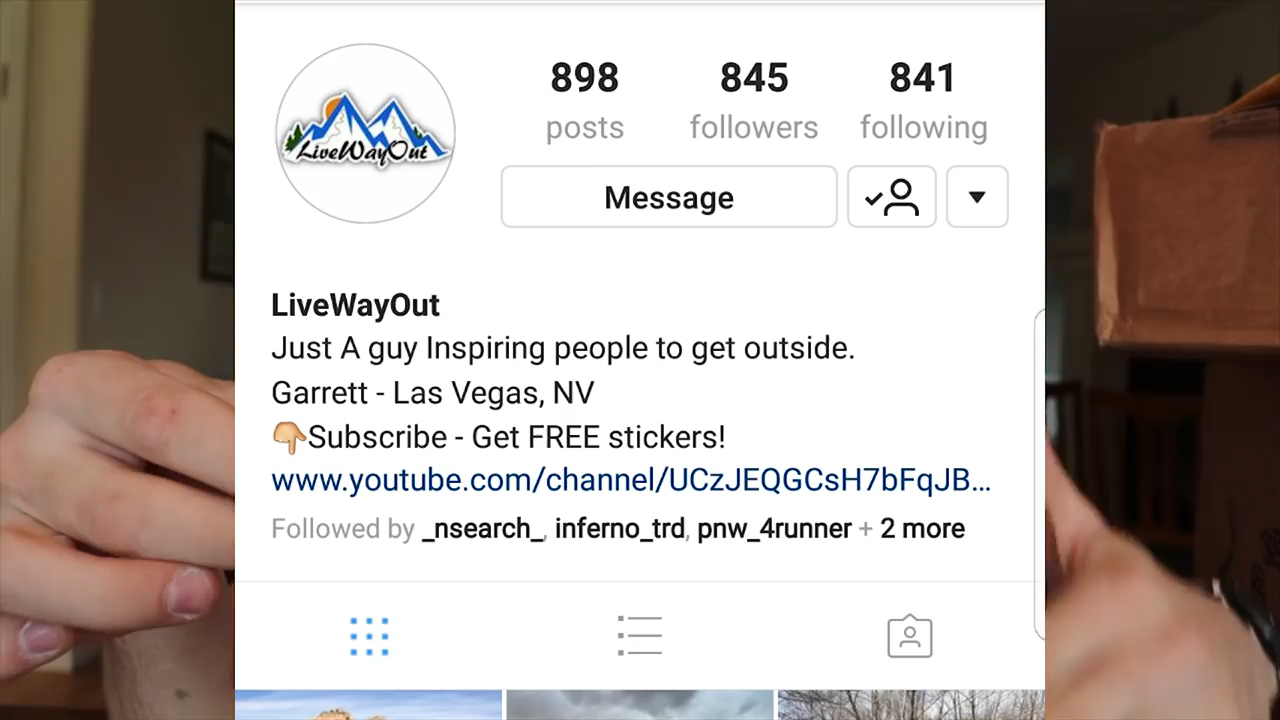 898 845 841
posts followers following
LiveWayOut
Message
LiveWayOut
Just A guy Inspiring people to get outside.
Garrett - Las Vegas, NV
👇Subscribe - Get FREE stickers!
www.youtube.com/channel/UCzJEQGCsH7bFqJB...
Followed by _nsearch_, inferno_trd, pnw_4runner + 2 more